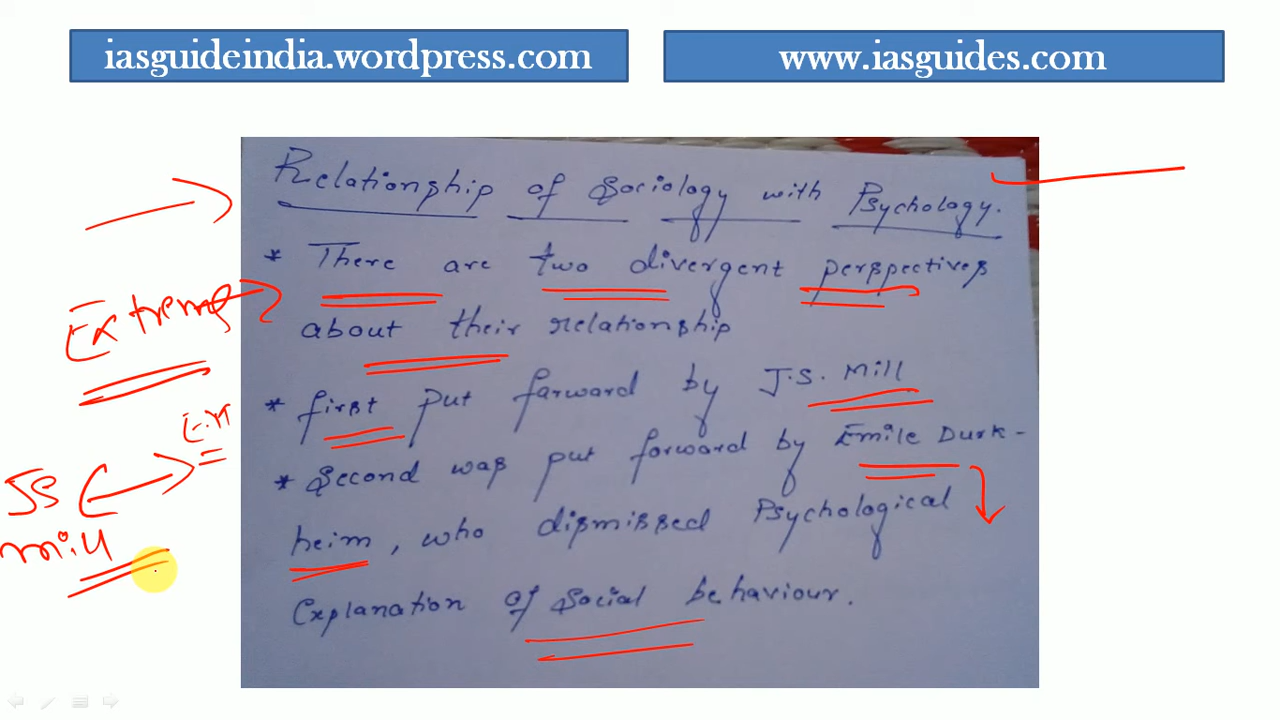 iasguideindia.wordpress.com
www.iasguides.com
Relationship of Sociology with Psychology.
* There are two divergent perspectives
about their relationship
* first put forward by J.S. Mill
* Second was put forward by Emile Durk-
heim, who dismissed Psychological
Explanation of Social behaviour.
Extreme
Ex
JS
Mill